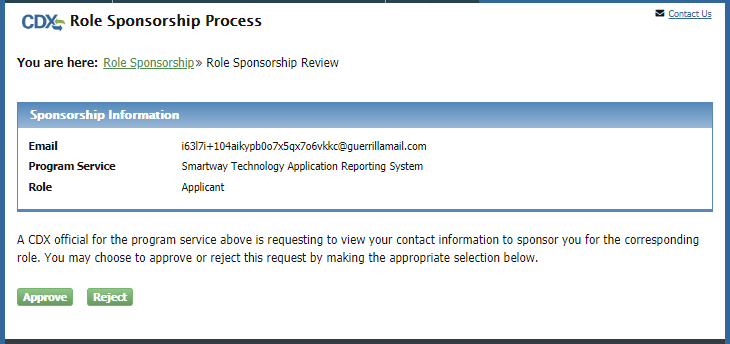 CDX Role Sponsorship Process
Contact Us
You are here: Role Sponsorship» Role Sponsorship Review
Sponsorship Information
Email i63l7i+104aikypb0o7x5qx7o6vkkc@guerrillamail.com
Program Service Smartway Technology Application Reporting System
Role Applicant
A CDX official for the program service above is requesting to view your contact information to sponsor you for the corresponding
role. You may choose to approve or reject this request by making the appropriate selection below.
Approve Reject